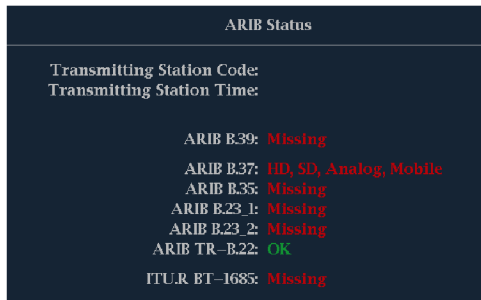 ARIB Status
Transmitting Station Code:
Transmitting Station Time:
ARIB B.39: Missing
ARIB B.37: HD, SD, Analog, Mobile
ARIB B.35: Missing
ARIB B.23_1: Missing
ARIB B.23_2: Missing
ARIB TR-B.22: OK
ITU.R BT-1685: Missing